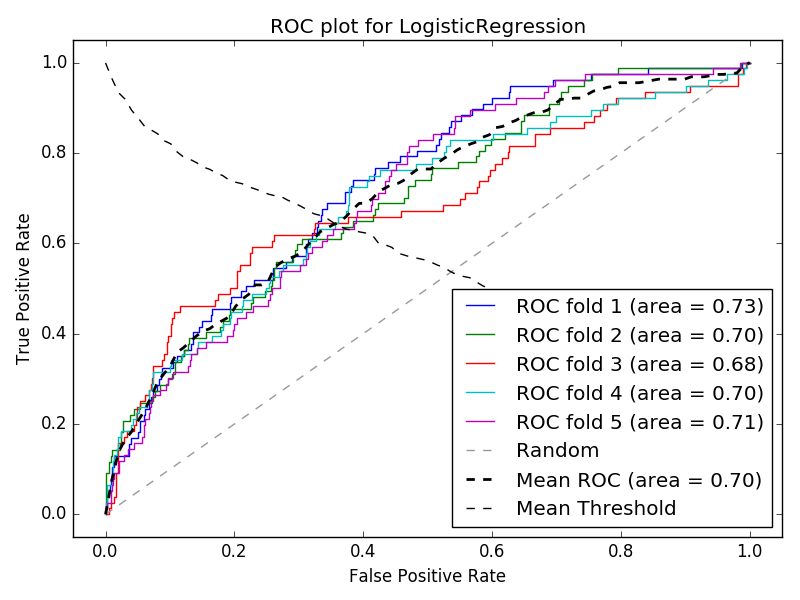 ROC plot for LogisticRegression
True Positive Rate
1.0
0.8
0.6
0.4
0.2
0.0
ROC fold 1 (area = 0.73)
ROC fold 2 (area = 0.70)
ROC fold 3 (area = 0.68)
ROC fold 4 (area = 0.70)
ROC fold 5 (area = 0.71)
Random
Mean ROC (area = 0.70)
Mean Threshold
0.0 0.2 0.4 0.6 0.8 1.0
False Positive Rate